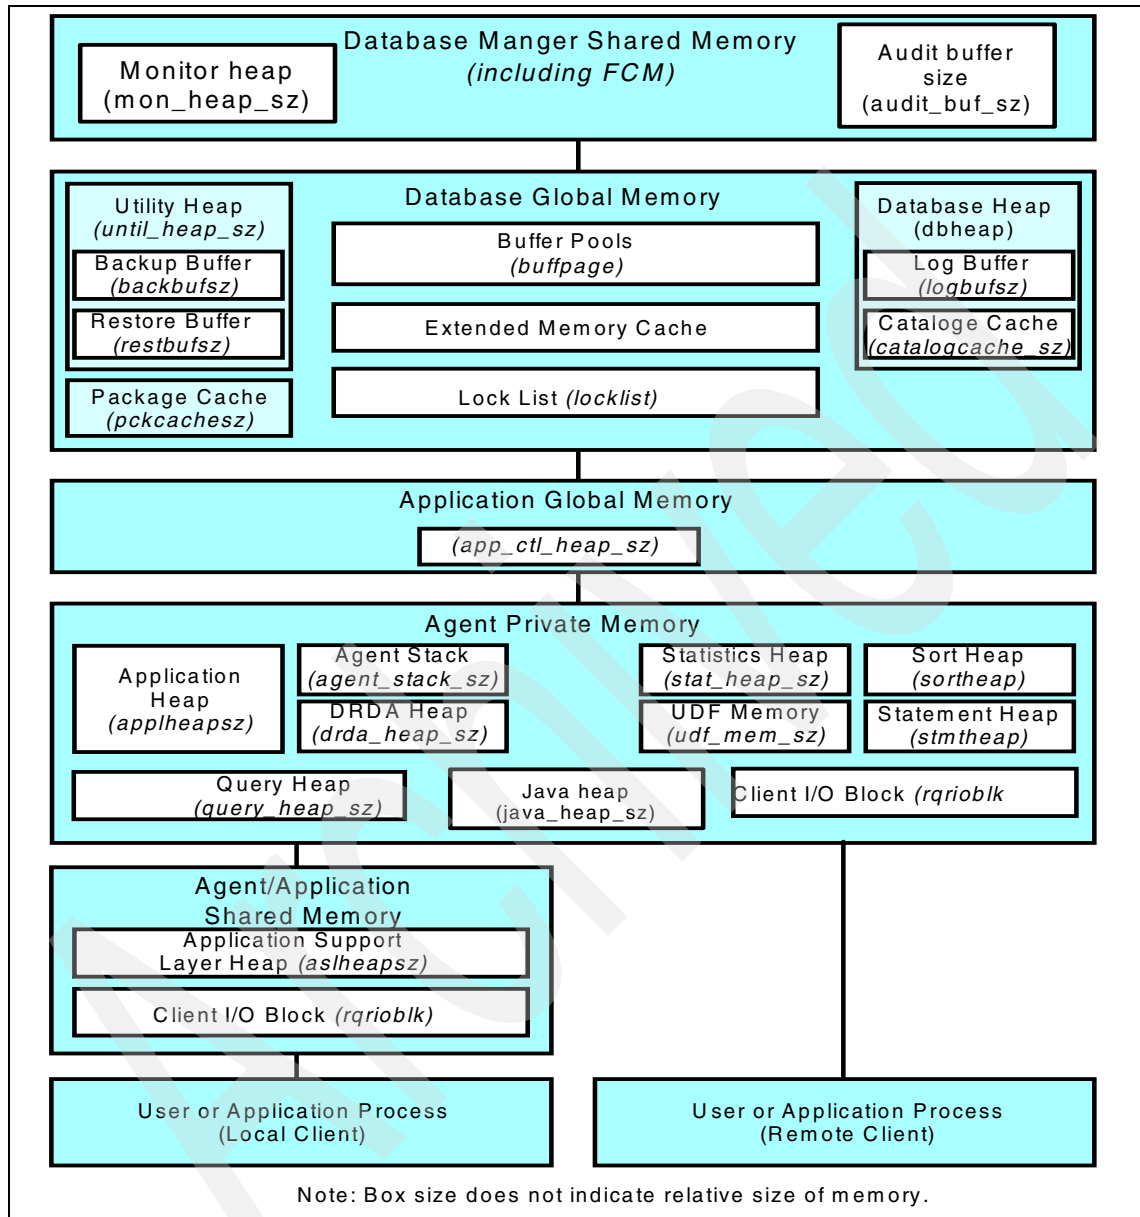 Database Manger Shared Memory
(including FCM)
Monitor heap
(mon_heap_sz)
Audit buffer
size
(audit_buf_sz)
Database Global Memory
Utility Heap
(until_heap_sz)
Backup Buffer
(backbufsz)
Restore Buffer
(restbufsz)
Package Cache
(pckcachesz)
Buffer Pools
(buffpage)
Extended Memory Cache
Lock List (locklist)
Database Heap
(dbheap)
Log Buffer
(logbufsz)
Cataloge Cache
(catalogcache_sz)
Application Global Memory
(app_ctl_heap_sz)
Agent Private Memory
Application
Heap
(applheapsz)
Agent Stack
(agent_stack_sz)
DRDA Heap
(drda_heap_sz)
Statistics Heap
(stat_heap_sz)
UDF Memory
(udf_mem_sz)
Sort Heap
(sortheap)
Statement Heap
(stmtheap)
Query Heap
(query_heap_sz)
Java heap
(java_heap_sz)
Client I/O Block (rqrioblk
Agent/Application
Shared Memory
Application Support
Layer Heap (aslheapsz)
Client I/O Block (rqrioblk)
User or Application Process
(Local Client)
User or Application Process
(Remote Client)
Note: Box size does not indicate relative size of memory.
Archived